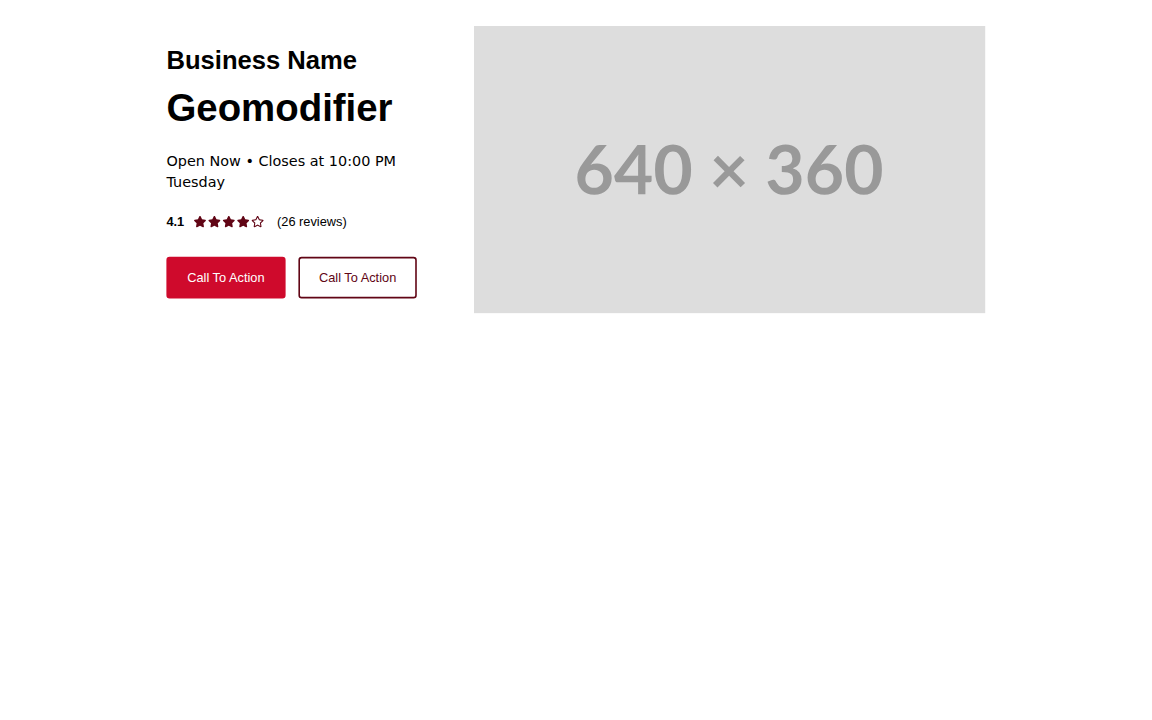 Business Name
Geomodifier
Open Now • Closes at 10:00 PM
Tuesday
4.1 (26 reviews)
Call To Action
Call To Action
640 × 360